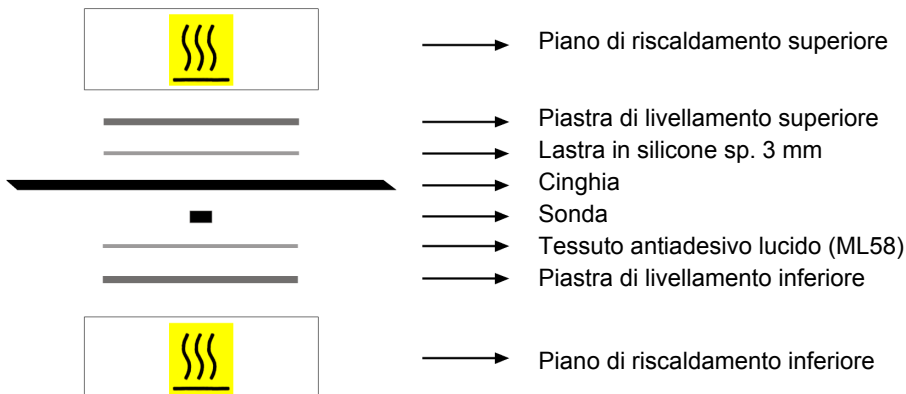 Piano di riscaldamento superiore
Piastra di livellamento superiore
Lastra in silicone sp. 3 mm
Cinghia
Sonda
Tessuto antiadesivo lucido (ML58)
Piastra di livellamento inferiore
Piano di riscaldamento inferiore